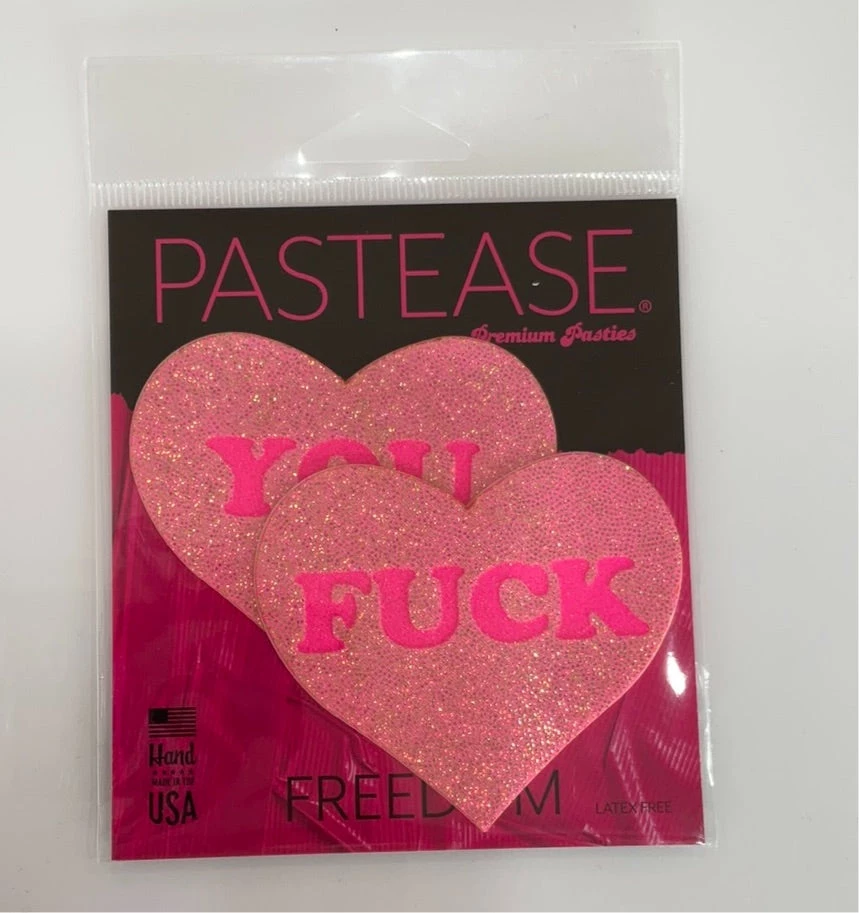 PASTEASE®
Premium Pasties
YOU
FUCK
Hand
MADE IN THE
USA
FREEDOM
LATEX FREE